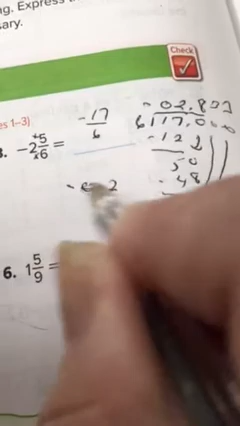 ng. Express
sary.
Check
es 1–3)
3. -2 5/6 = -17/6
-02.833
6 17.000
-12
50
-48
6. 1 5/9 =